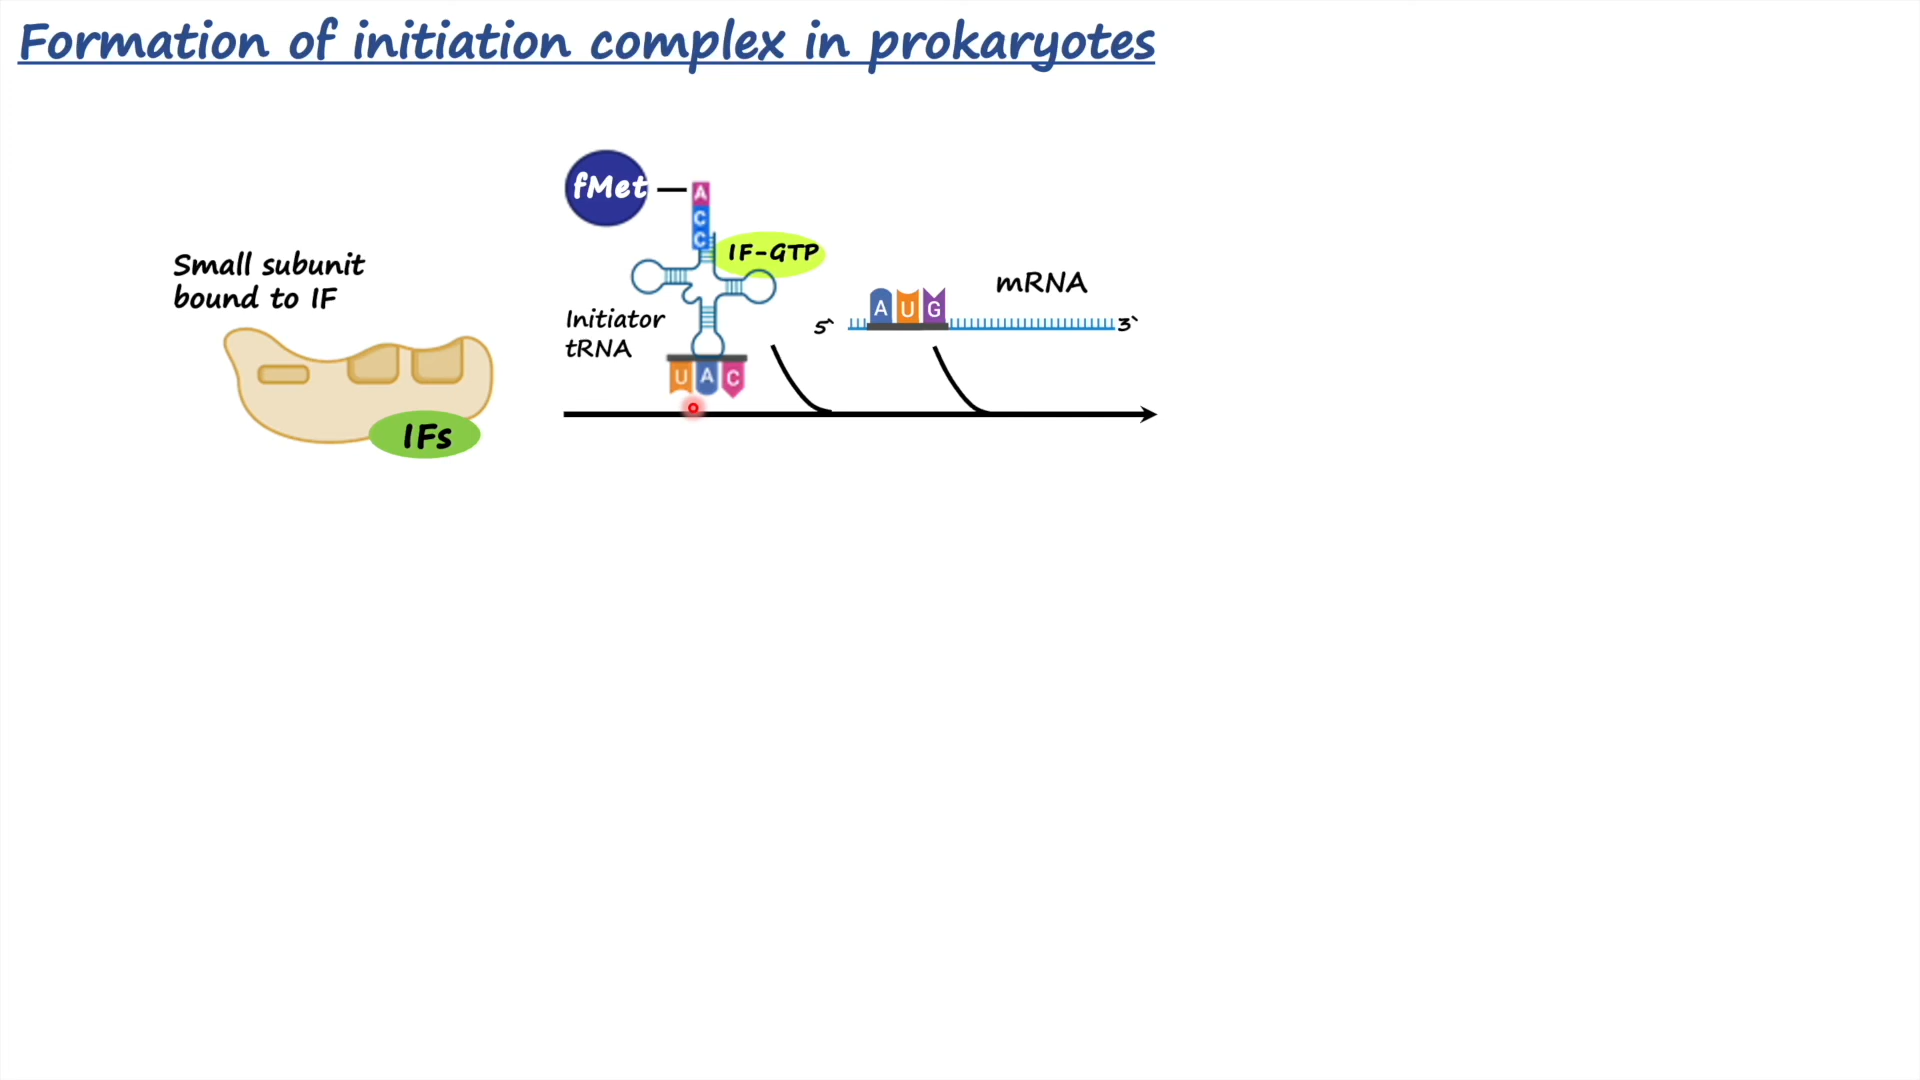 Formation of initiation complex in prokaryotes
fMet
A
C
C
IF-GTP
Small subunit
bound to IF
Initiator
tRNA
mRNA
5` A U G 3`
U A C
IFs